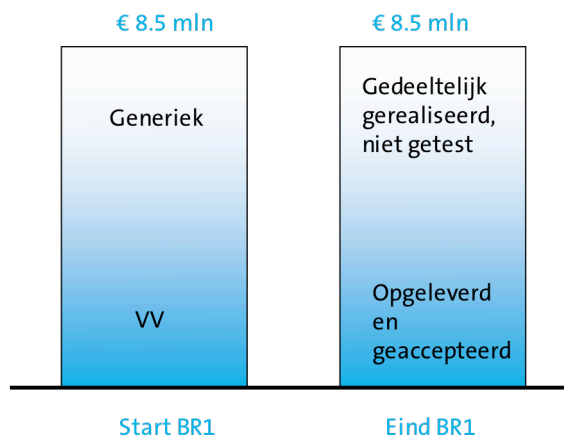 € 8.5 mln
€ 8.5 mln
Generiek
VV
Gedeeltelijk
gerealiseerd,
niet getest
Opgeleverd
en
geaccepteerd
Start BR1
Eind BR1